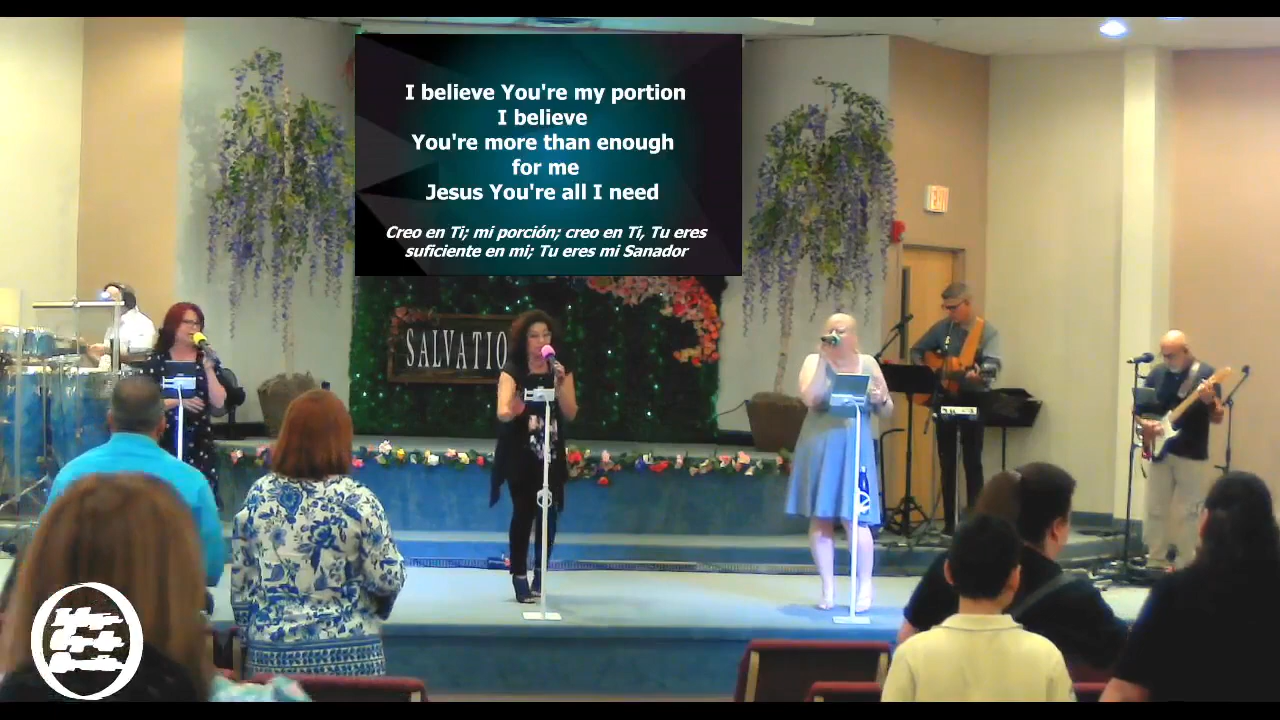 I believe You're my portion
I believe
You're more than enough
for me
Jesus You're all I need
Creo en Ti; mi porción; creo en Tí, Tu eres
suficiente en mi; Tu eres mi Sanador
EXIT
SALVATIO